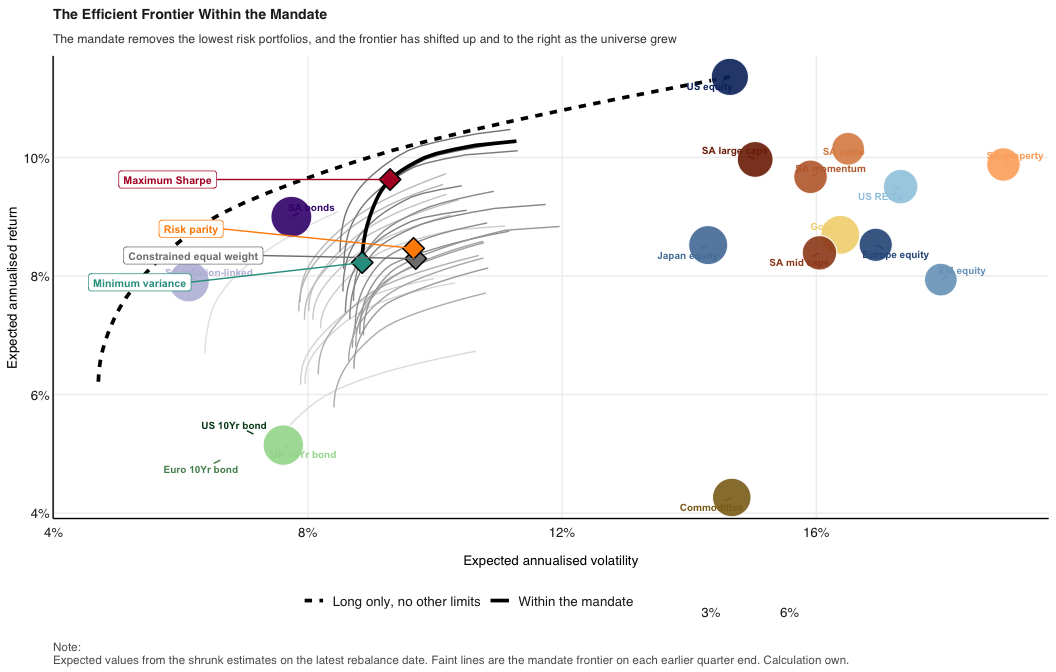 The Efficient Frontier Within the Mandate
The mandate removes the lowest risk portfolios, and the frontier has shifted up and to the right as the universe grew
Expected annualised return
10%
8%
6%
4%
US equity
SA large caps
SA value
SA property
SA momentum
US REITs
Maximum Sharpe
SA bonds
Risk parity
Gold
Constrained equal weight
Japan equity
SA mid caps
Europe equity
SA inflation-linked
EM equity
Minimum variance
US 10Yr bond
UK 10Yr bond
Euro 10Yr bond
Commodities
4%
8%
12%
16%
Expected annualised volatility
Long only, no other limits
Within the mandate
3%
6%
Note:
Expected values from the shrunk estimates on the latest rebalance date. Faint lines are the mandate frontier on each earlier quarter end. Calculation own.